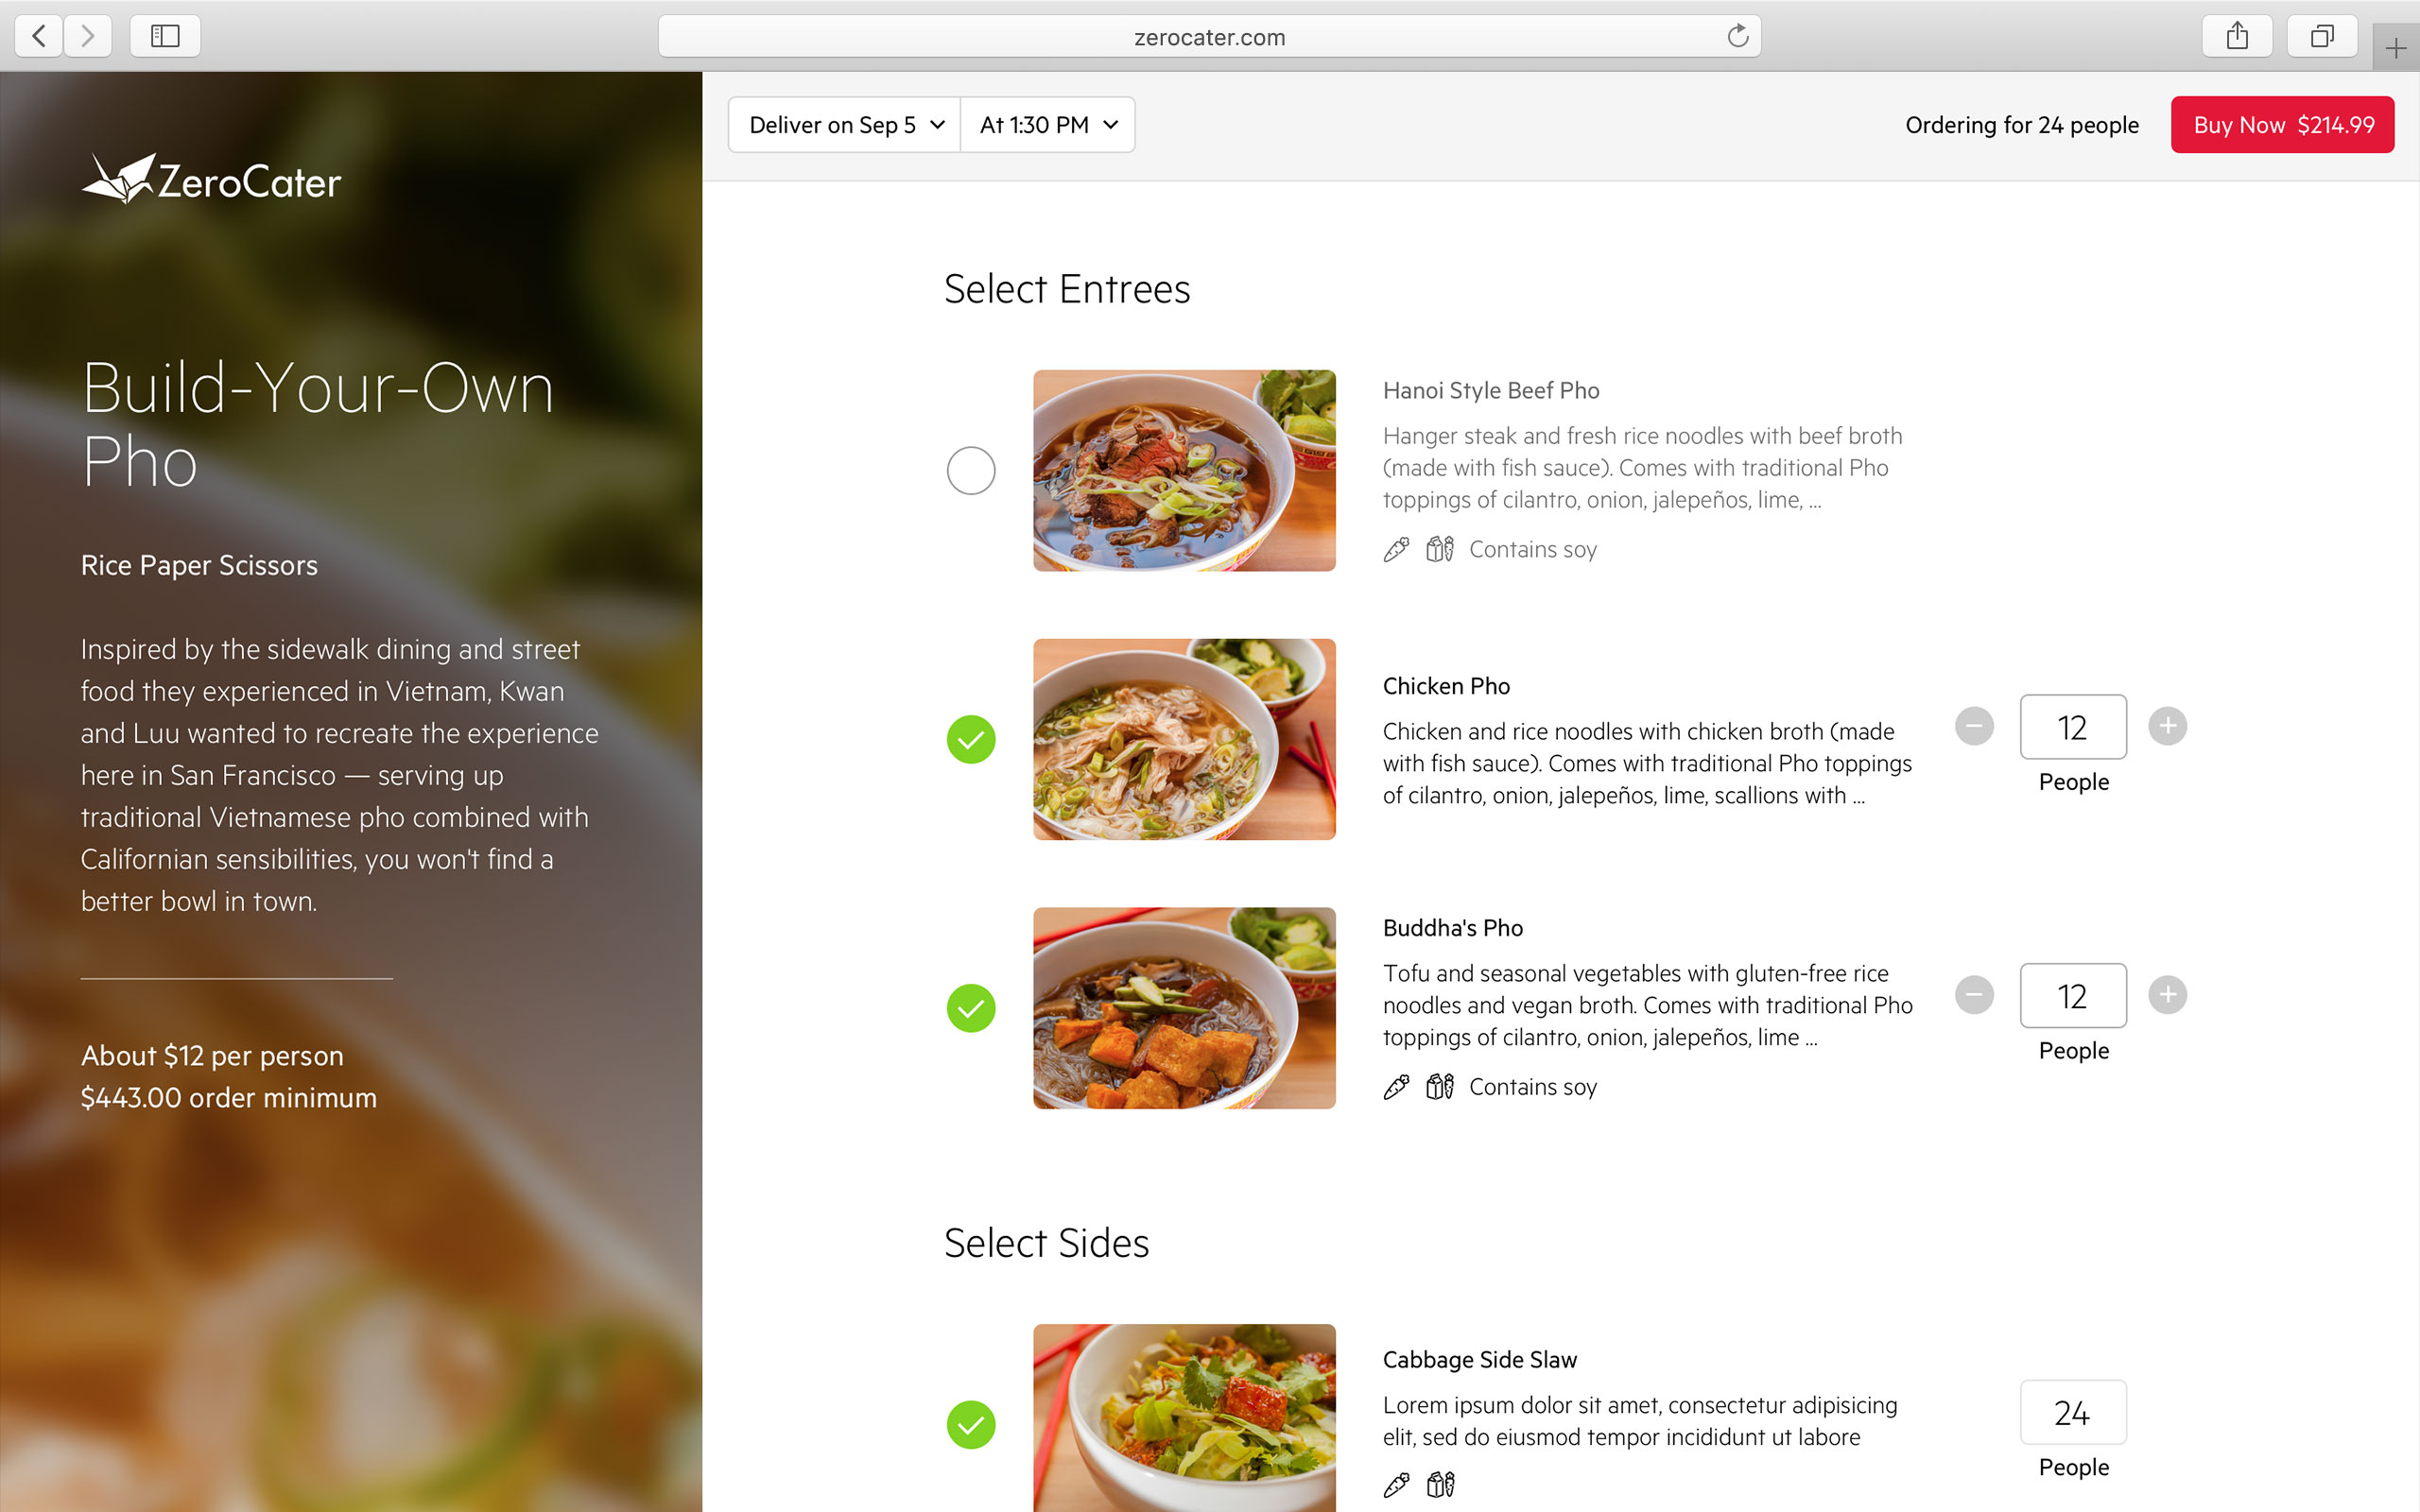 zerocater.com
ZeroCater
Build-Your-Own
Pho
Rice Paper Scissors
Inspired by the sidewalk dining and street
food they experienced in Vietnam, Kwan
and Luu wanted to recreate the experience
here in San Francisco — serving up
traditional Vietnamese pho combined with
Californian sensibilities, you won't find a
better bowl in town.
About $12 per person
$443.00 order minimum
Deliver on Sep 5
At 1:30 PM
Ordering for 24 people
Buy Now $214.99
Select Entrees
Hanoi Style Beef Pho
Hanger steak and fresh rice noodles with beef broth
(made with fish sauce). Comes with traditional Pho
toppings of cilantro, onion, jalepeños, lime, ...
Contains soy
Chicken Pho
Chicken and rice noodles with chicken broth (made
with fish sauce). Comes with traditional Pho toppings
of cilantro, onion, jalepeños, lime, scallions with ...
12
People
Buddha's Pho
Tofu and seasonal vegetables with gluten-free rice
noodles and vegan broth. Comes with traditional Pho
toppings of cilantro, onion, jalepeños, lime ...
Contains soy
12
People
Select Sides
Cabbage Side Slaw
Lorem ipsum dolor sit amet, consectetur adipisicing
elit, sed do eiusmod tempor incididunt ut labore
24
People